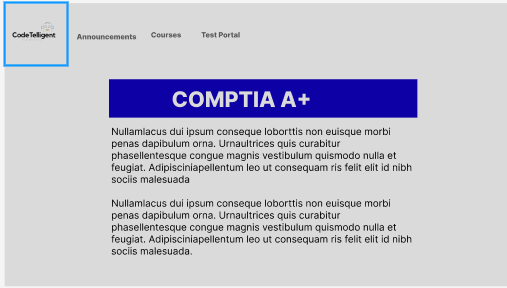 CodeTelligent
Announcements Courses Test Portal
COMPTIA A+
Nullamlacus dui ipsum conseque loborttis non euisque morbi
penas dapibulum orna. Urnaultrices quis curabitur
phasellentesque congue magnis vestibulum quismodo nulla et
feugiat. Adipisciniapellentum leo ut consequam ris felit elit id nibh
sociis malesuada
Nullamlacus dui ipsum conseque loborttis non euisque morbi
penas dapibulum orna. Urnaultrices quis curabitur
phasellentesque congue magnis vestibulum quismodo nulla et
feugiat. Adipisciniapellentum leo ut consequam ris felit elit id nibh
sociis malesuada.